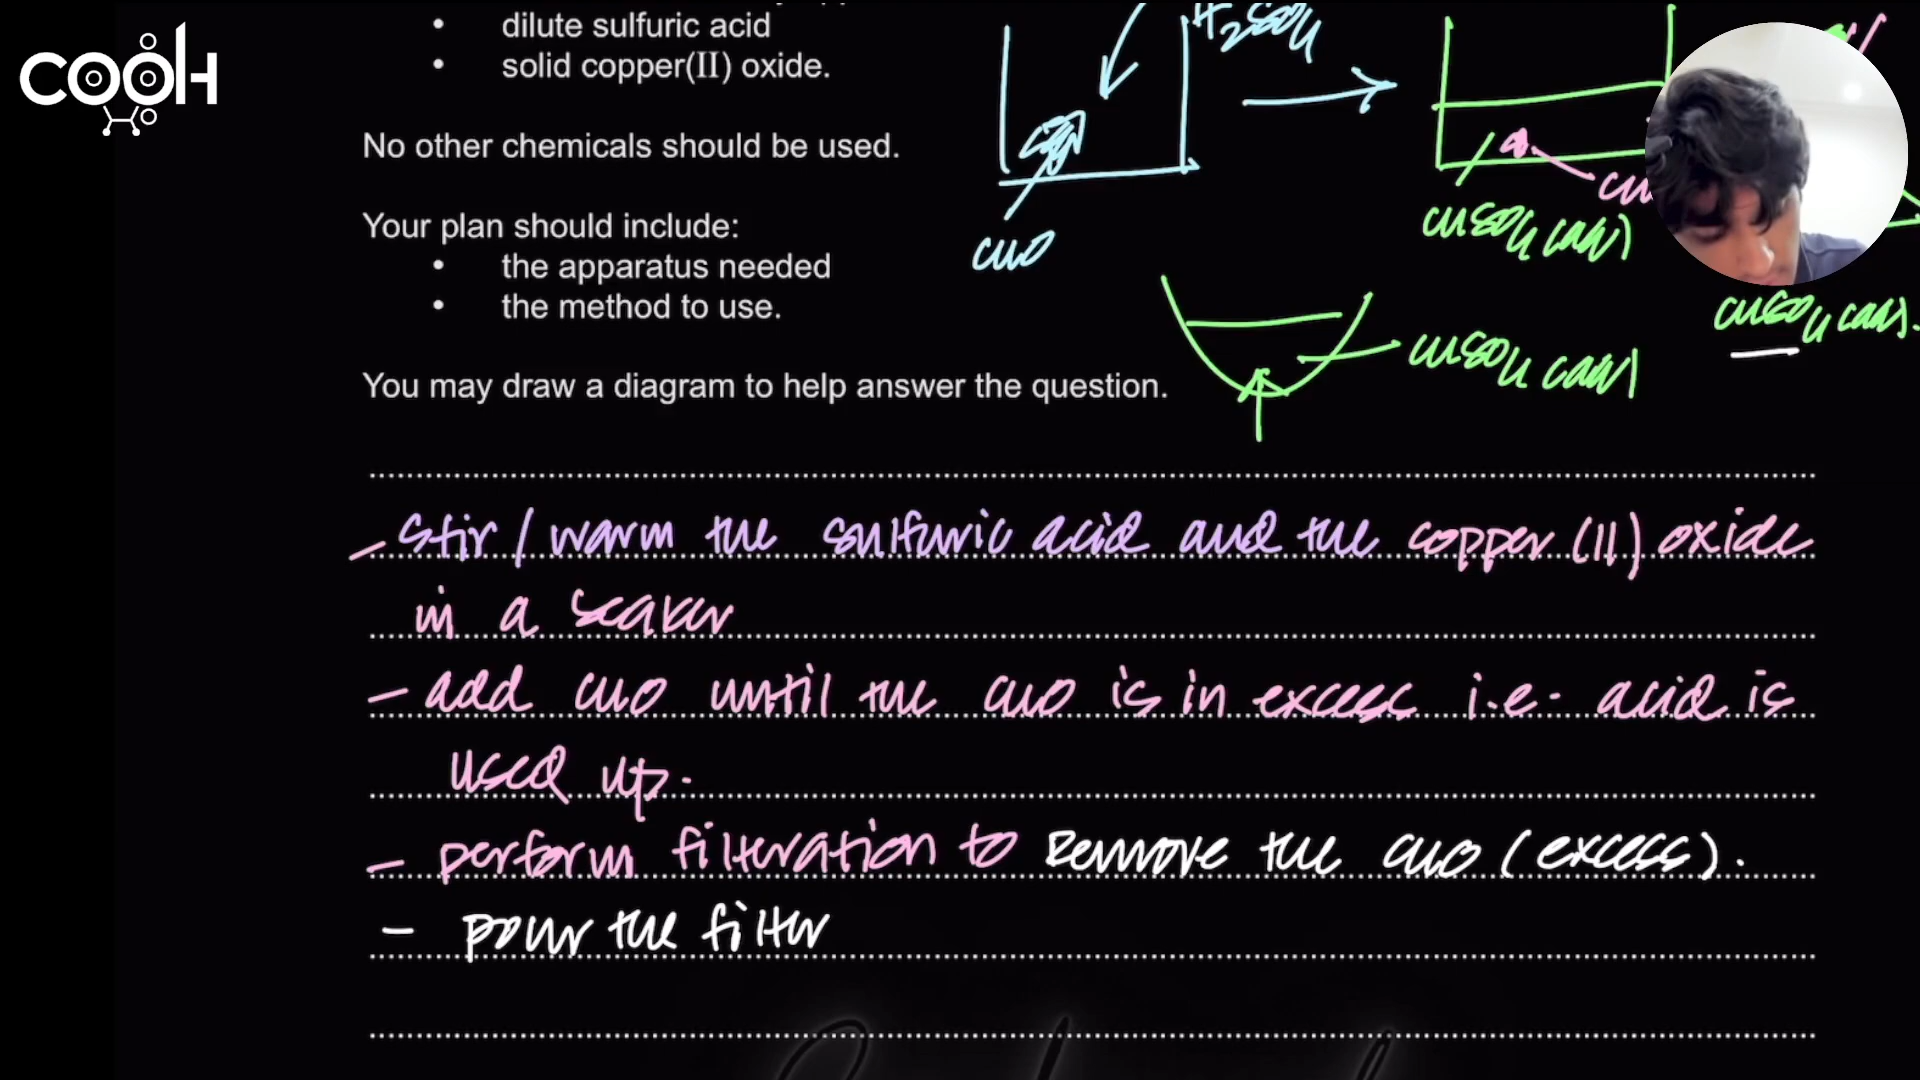 COOH
• dilute sulfuric acid
• solid copper(II) oxide.
H2SO4
No other chemicals should be used.
Your plan should include:
• the apparatus needed
• the method to use.
CuO
CuSO4 (aq)
CuSO4 (aq).
CuSO4 (aq)
You may draw a diagram to help answer the question.
- stir / warm the sulfuric acid and the copper (II) oxide
in a beaker
- add CuO until the CuO is in excess i.e. acid is
used up.
- perform filteration to Remove the CuO (excess).
- pour the filter